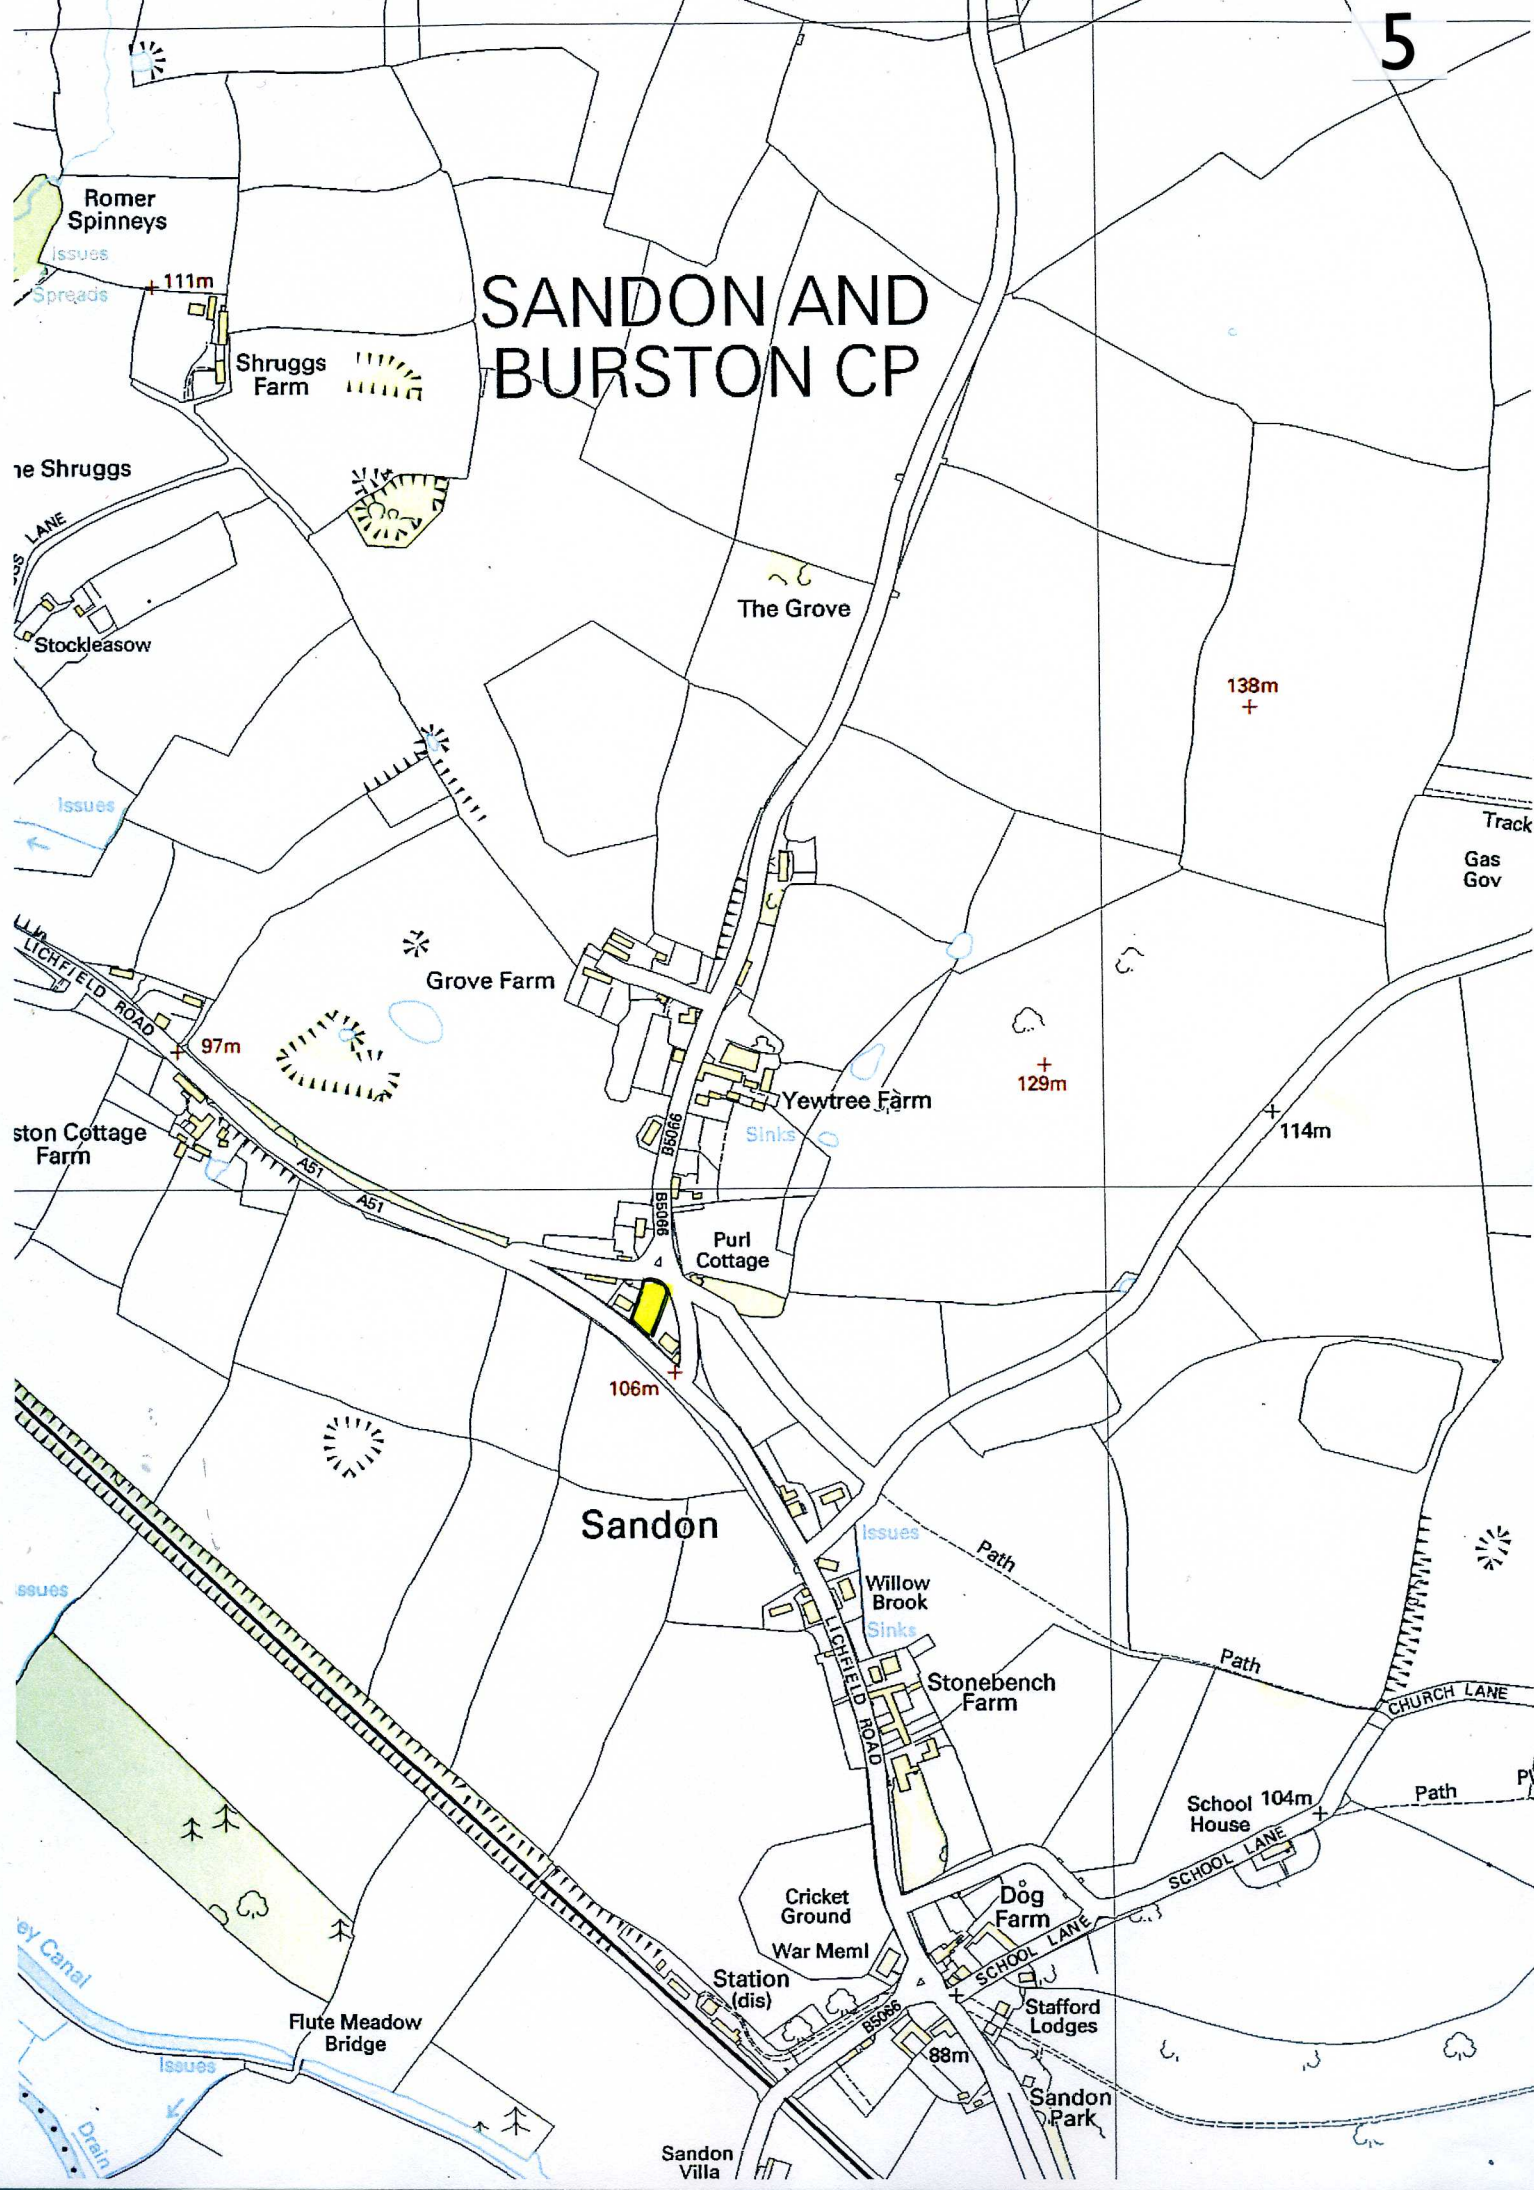 5
Romer
Spinneys
Issues
Spreads
111m
SANDON AND
BURSTON CP
Shruggs
Farm
he Shruggs
GGS LANE
The Grove
Stockleasow
138m
Issues
Track
Gas
Gov
LICHFIELD ROAD
Grove Farm
97m
129m
Yewtree Farm
Sinks
B5066
114m
ston Cottage
Farm
A51
A51
B5066
Purl
Cottage
106m
Sandon
Issues
Path
Willow
Brook
Sinks
ssues
LICHFIELD ROAD
Path
Stonebench
Farm
CHURCH LANE
School
House
104m
Path
SCHOOL LANE
Cricket
Ground
Dog
Farm
War Meml
SCHOOL LANE
ey Canal
Station
(dis)
B5066
Stafford
Lodges
Flute Meadow
Bridge
88m
Issues
Sandon
Park
Drain
Sandon
Villa